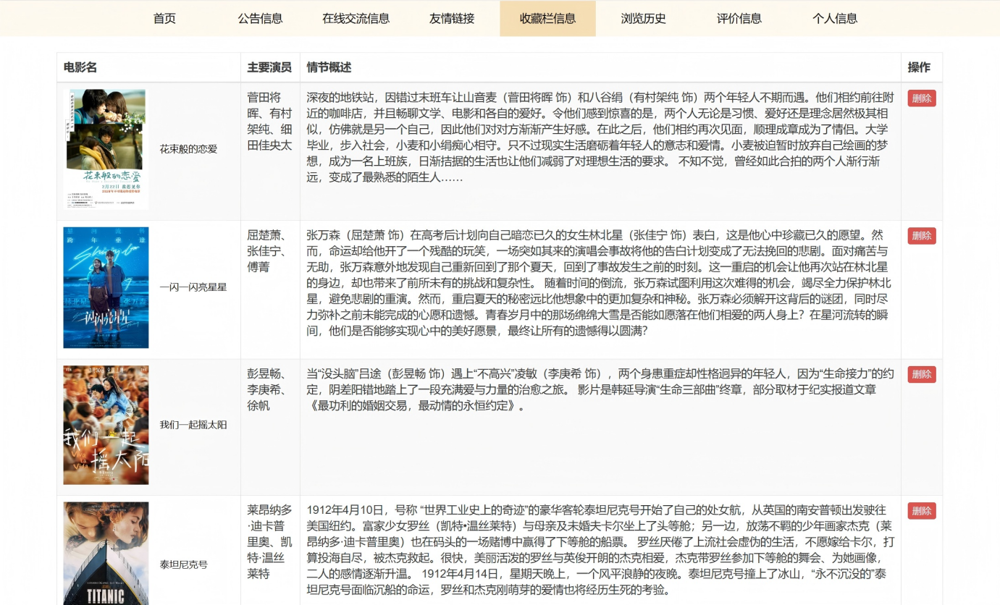 首页 公告信息 在线交流信息 友情链接 收藏栏信息 浏览历史 评价信息 个人信息
电影名 主要演员 情节概述 操作
花束般的恋爱
2月22日 我想见你
花束般的恋爱
菅田将
晖、有村
架纯、细
田佳央太
深夜的地铁站，因错过末班车让山音麦（菅田将晖 饰）和八谷绢（有村架纯 饰）两个年轻人不期而遇。他们相约前往附
近的咖啡店，并且畅聊文学、电影和各自的爱好。令他们感到惊喜的是，两个人无论是习惯、爱好还是理念居然极其相
似，仿佛就是另一个自己，因此他们对对方渐渐产生好感。在此之后，他们相约再次见面，顺理成章成为了情侣。大学
毕业，步入社会，小麦和小绢痴心相守。只不过现实生活磨砺着年轻人的意志和爱情。小麦被迫暂时放弃自己绘画的梦
想，成为一名上班族，日渐拮据的生活也让他们减弱了对理想生活的要求。 不知不觉，曾经如此合拍的两个人渐行渐
远，变成了最熟悉的陌生人……
删除
一闪一闪亮星星
屈楚萧、
张佳宁、
傅菁
张万森（屈楚萧 饰）在高考后计划向自己暗恋已久的女生林北星（张佳宁 饰）表白，这是他心中珍藏已久的愿望。然
而，命运却给他开了一个残酷的玩笑，一场突如其来的演唱会事故将他的告白计划变成了无法挽回的悲剧。面对痛苦与
无助，张万森意外地发现自己重新回到了那个夏天，回到了事故发生之前的时刻。这一重启的机会让他再次站在林北星
的身边，却也带来了前所未有的挑战和复杂性。 随着时间的倒流，张万森试图利用这次难得的机会，竭尽全力保护林北
星，避免悲剧的重演。然而，重启夏天的秘密远比他想象中的更加复杂和神秘。张万森必须解开这背后的谜团，同时尽
力弥补之前未能完成的心愿和遗憾。青春岁月中的那场绵绵大雪是否能如愿落在他们相爱的两人身上？在星河流转的瞬
间，他们是否能够实现心中的美好愿景，最终让所有的遗憾得以圆满？
删除
我们一起
摇太阳
我们一起摇太阳
彭昱畅、
李庚希、
徐帆
当“没头脑”吕途（彭昱畅 饰）遇上“不高兴”凌敏（李庚希 饰），两个身患重症却性格迥异的年轻人，因为“生命接力”的约
定，阴差阳错地踏上了一段充满爱与力量的治愈之旅。 影片是韩延导演“生命三部曲”终章，部分取材于纪实报道文章
《最功利的婚姻交易，最动情的永恒约定》。
删除
TITANIC
泰坦尼克号
莱昂纳多
·迪卡普
里奥、凯
特·温丝
莱特
1912年4月10日，号称 “世界工业史上的奇迹”的豪华客轮泰坦尼克号开始了自己的处女航，从英国的南安普顿出发驶往
美国纽约。富家少女罗丝（凯特•温丝莱特）与母亲及未婚夫卡尔坐上了头等舱；另一边，放荡不羁的少年画家杰克（莱
昂纳多·迪卡普里奥）也在码头的一场赌博中赢得了下等舱的船票。 罗丝厌倦了上流社会虚伪的生活，不愿嫁给卡尔，打
算投海自尽，被杰克救起。很快，美丽活泼的罗丝与英俊开朗的杰克相爱，杰克带罗丝参加下等舱的舞会、为她画像，
二人的感情逐渐升温。 1912年4月14日，星期天晚上，一个风平浪静的夜晚。泰坦尼克号撞上了冰山，“永不沉没的”泰
坦尼克号面临沉船的命运，罗丝和杰克刚萌芽的爱情也将经历生死的考验。
删除